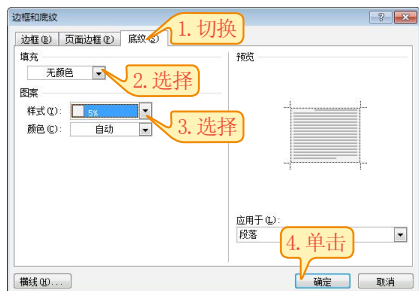 边框和底纹
边框(B) 页面边框(P) 底纹(S) 1.切换
填充
无颜色 2.选择
图案
样式(Y): 5% 3.选择
颜色(C): 自动
预览
应用于(L):
段落
4.单击
横线(H)... 确定 取消